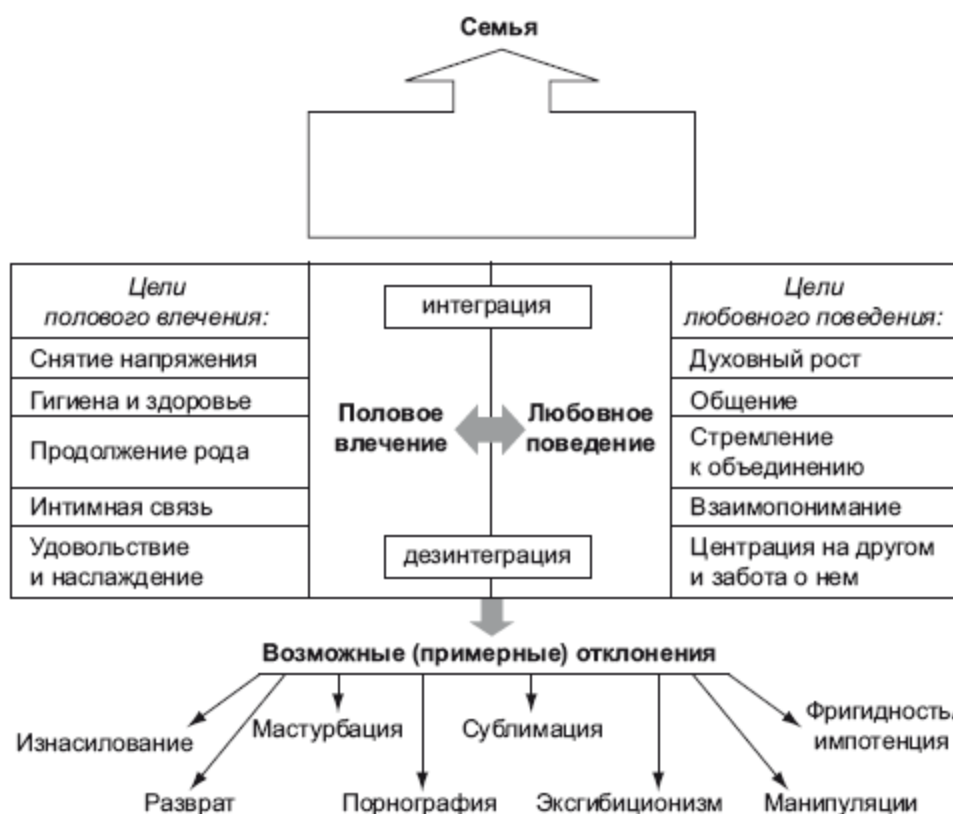 Семья
Цели
полового влечения:
интеграция
Цели
любовного поведения:
Снятие напряжения
Духовный рост
Гигиена и здоровье
Общение
Половое
влечение
Любовное
поведение
Продолжение рода
Стремление
к объединению
Интимная связь
Взаимопонимание
Удовольствие
и наслаждение
дезинтеграция
Центрация на другом
и забота о нем
Возможные (примерные) отклонения
Изнасилование
Мастурбация
Сублимация
Фригидность/
импотенция
Разврат
Порнография
Эксгибиционизм
Манипуляции